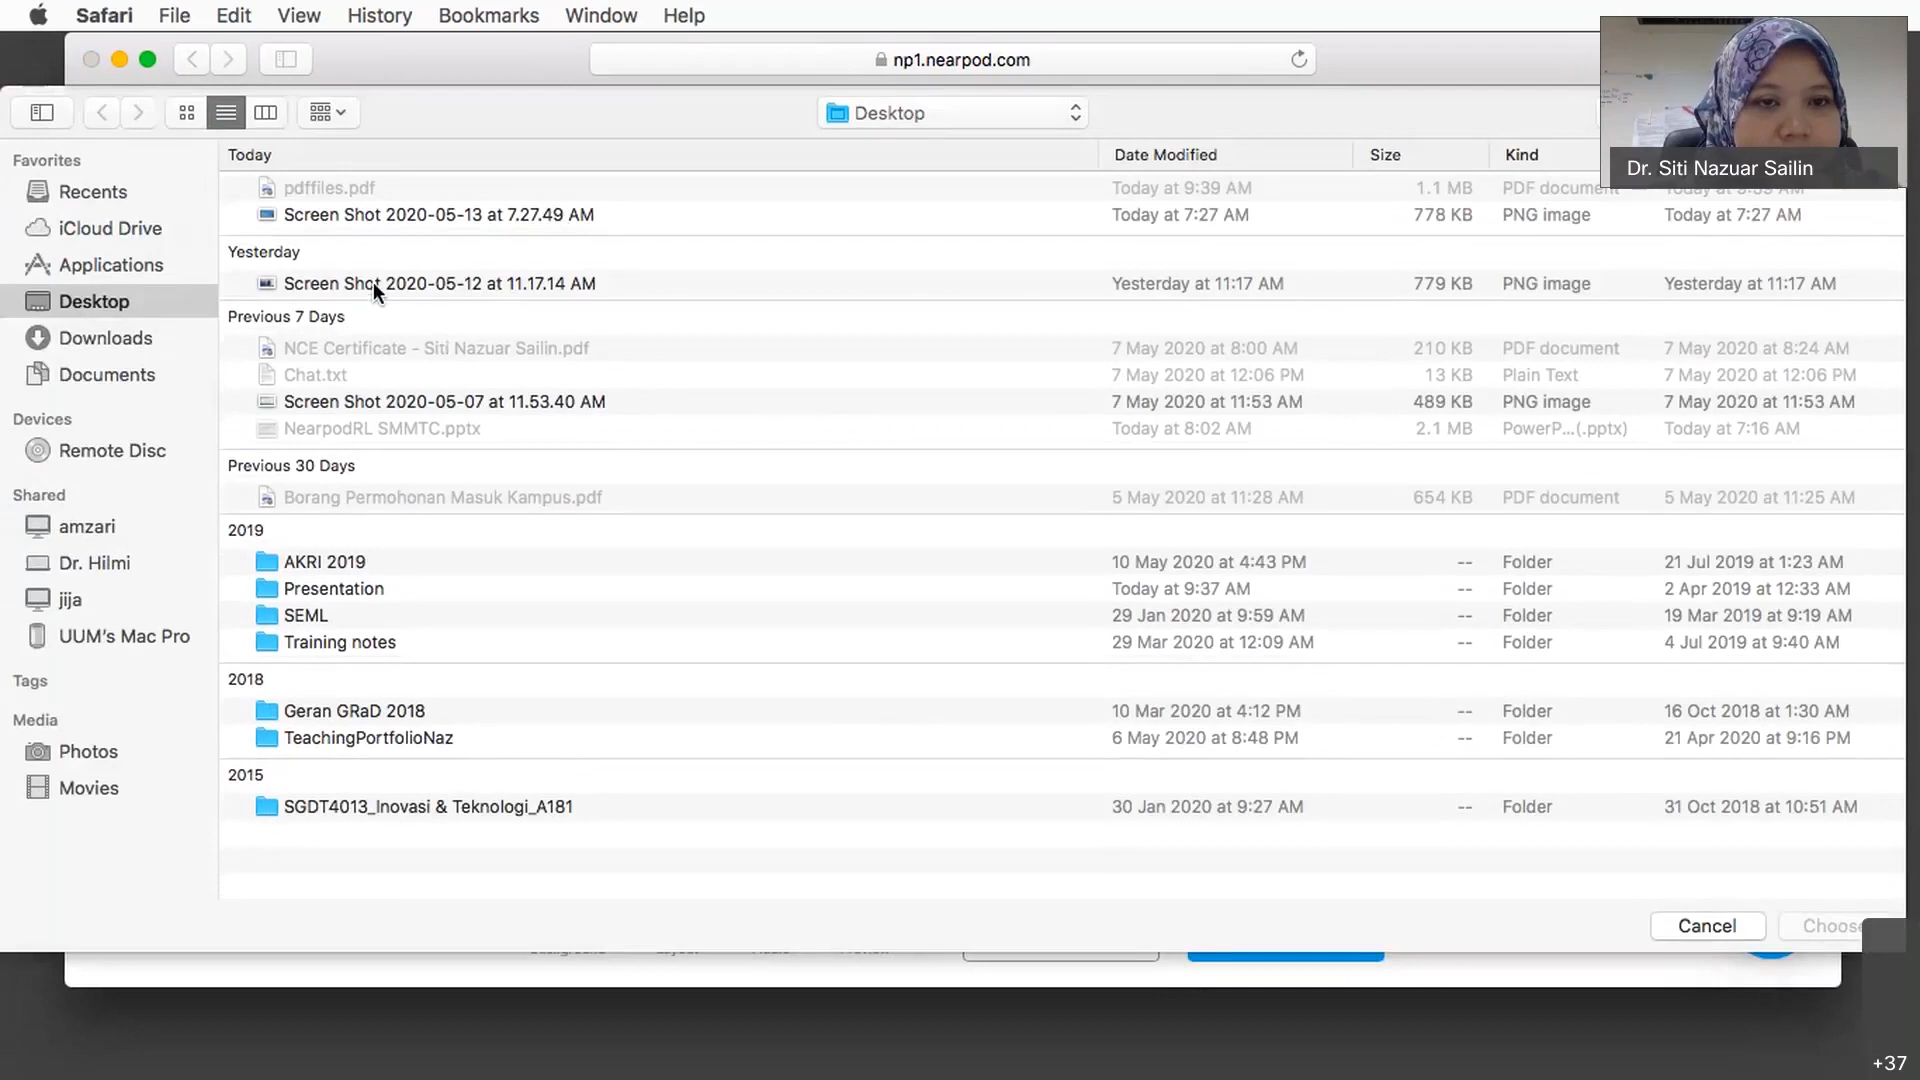 Safari File Edit View History Bookmarks Window Help
np1.nearpod.com
Desktop
Dr. Siti Nazuar Sailin
Favorites
Recents
iCloud Drive
Applications
Desktop
Downloads
Documents
Devices
Remote Disc
Shared
amzari
Dr. Hilmi
jija
UUM's Mac Pro
Tags
Media
Photos
Movies
Today Date Modified Size Kind
pdffiles.pdf Today at 9:39 AM 1.1 MB PDF document
Screen Shot 2020-05-13 at 7.27.49 AM Today at 7:27 AM 778 KB PNG image Today at 7:27 AM
Yesterday
Screen Shot 2020-05-12 at 11.17.14 AM Yesterday at 11:17 AM 779 KB PNG image Yesterday at 11:17 AM
Previous 7 Days
NCE Certificate - Siti Nazuar Sailin.pdf 7 May 2020 at 8:00 AM 210 KB PDF document 7 May 2020 at 8:24 AM
Chat.txt 7 May 2020 at 12:06 PM 13 KB Plain Text 7 May 2020 at 12:06 PM
Screen Shot 2020-05-07 at 11.53.40 AM 7 May 2020 at 11:53 AM 489 KB PNG image 7 May 2020 at 11:53 AM
NearpodRL SMMTC.pptx Today at 8:02 AM 2.1 MB PowerP...(.pptx) Today at 7:16 AM
Previous 30 Days
Borang Permohonan Masuk Kampus.pdf 5 May 2020 at 11:28 AM 654 KB PDF document 5 May 2020 at 11:25 AM
2019
AKRI 2019 10 May 2020 at 4:43 PM -- Folder 21 Jul 2019 at 1:23 AM
Presentation Today at 9:37 AM -- Folder 2 Apr 2019 at 12:33 AM
SEML 29 Jan 2020 at 9:59 AM -- Folder 19 Mar 2019 at 9:19 AM
Training notes 29 Mar 2020 at 12:09 AM -- Folder 4 Jul 2019 at 9:40 AM
2018
Geran GRaD 2018 10 Mar 2020 at 4:12 PM -- Folder 16 Oct 2018 at 1:30 AM
TeachingPortfolioNaz 6 May 2020 at 8:48 PM -- Folder 21 Apr 2020 at 9:16 PM
2015
SGDT4013_Inovasi & Teknologi_A181 30 Jan 2020 at 9:27 AM -- Folder 31 Oct 2018 at 10:51 AM
Cancel Choose
+37